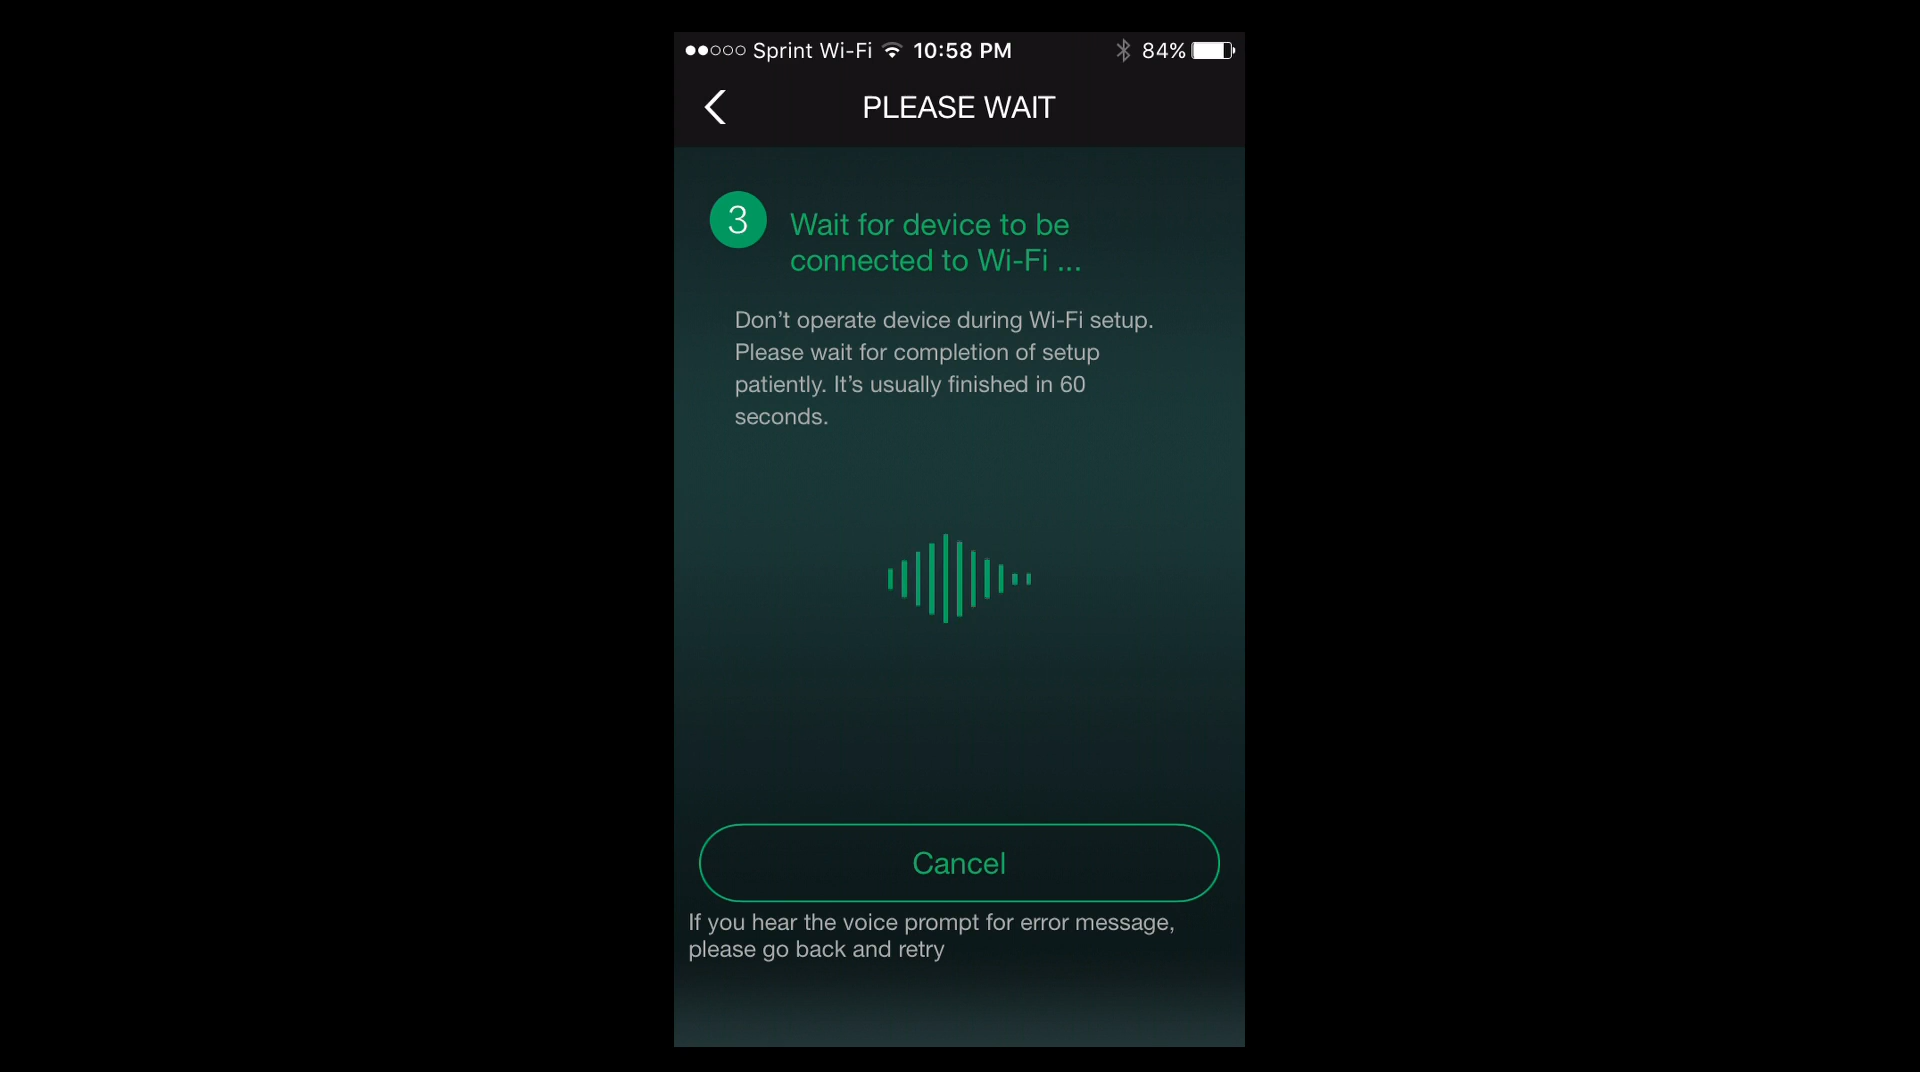 Sprint Wi-Fi 10:58 PM 84%
PLEASE WAIT
3
Wait for device to be
connected to Wi-Fi ...
Don’t operate device during Wi-Fi setup.
Please wait for completion of setup
patiently. It’s usually finished in 60
seconds.
Cancel
If you hear the voice prompt for error message,
please go back and retry